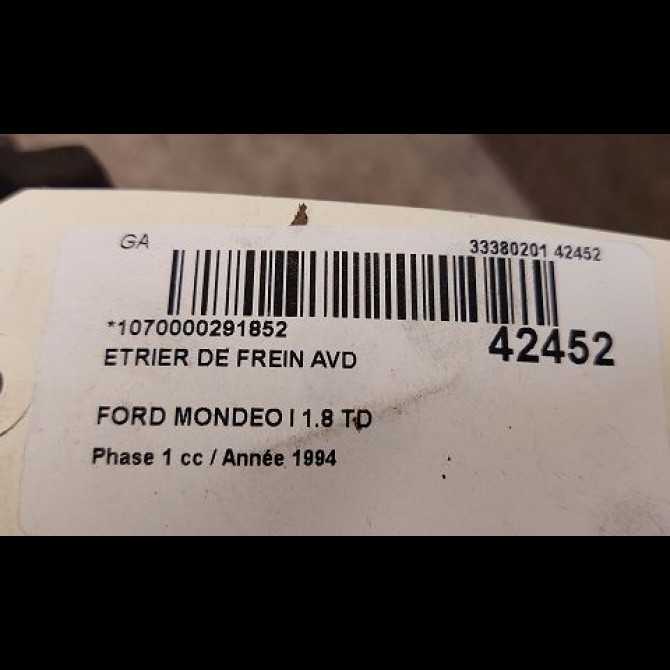 GA 33380201 42452
*1070000291852 42452
ETRIER DE FREIN AVD
FORD MONDEO I 1.8 TD
Phase 1 cc / Année 1994